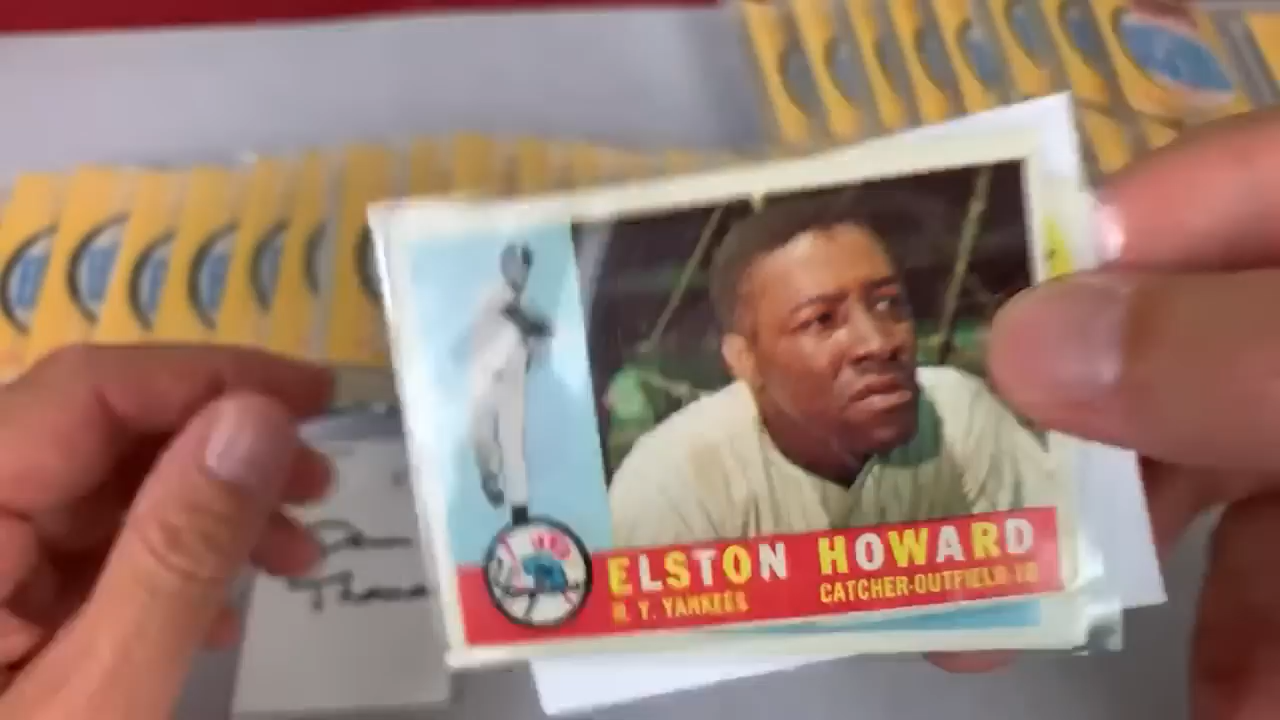 ELSTON HOWARD
N. Y. YANKEES
CATCHER-OUTFIELD-1B